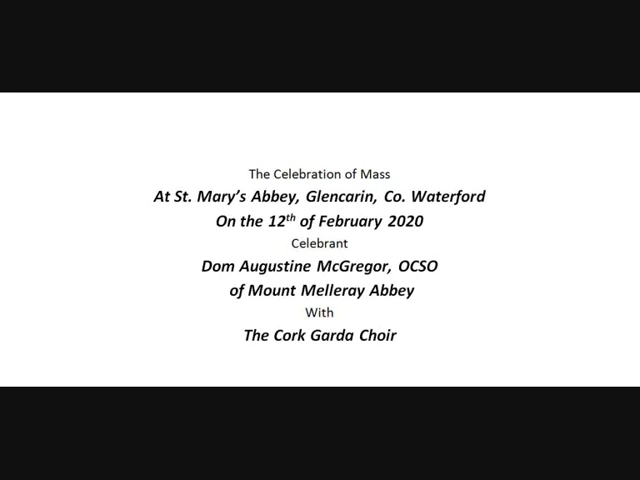 The Celebration of Mass
At St. Mary's Abbey, Glencarin, Co. Waterford
On the 12th of February 2020
Celebrant
Dom Augustine McGregor, OCSO
of Mount Melleray Abbey
With
The Cork Garda Choir